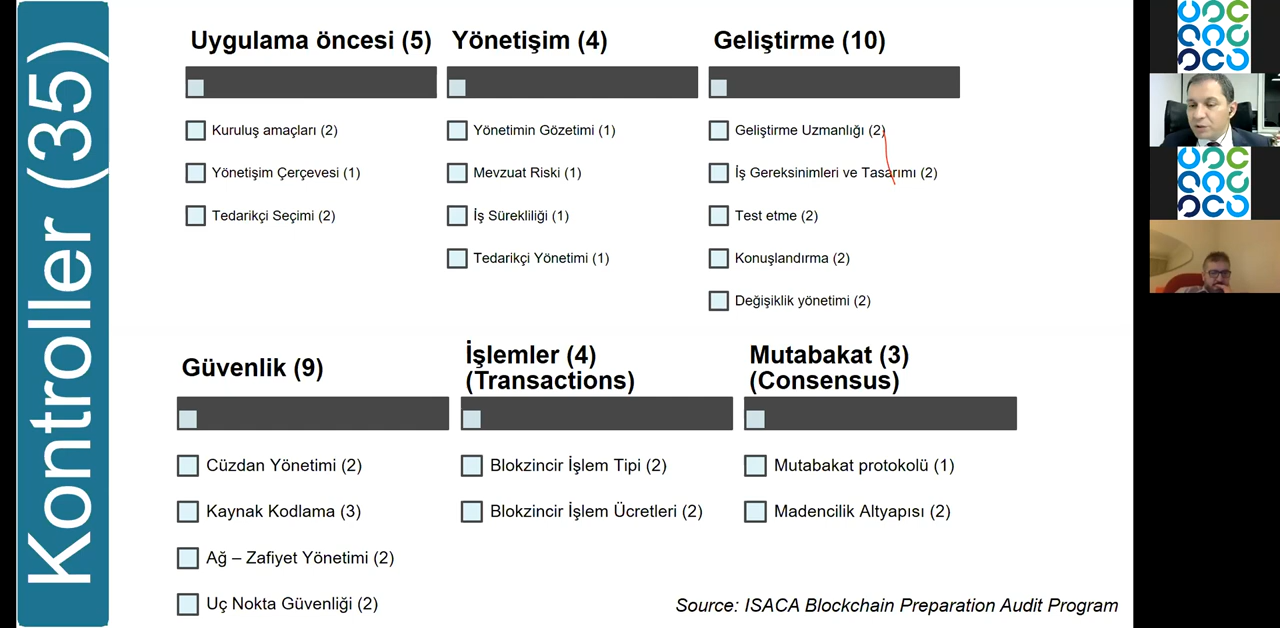 Kontroller (35)
Uygulama öncesi (5)
Kuruluş amaçları (2)
Yönetişim Çerçevesi (1)
Tedarikçi Seçimi (2)
Yönetişim (4)
Yönetimin Gözetimi (1)
Mevzuat Riski (1)
İş Sürekliliği (1)
Tedarikçi Yönetimi (1)
Geliştirme (10)
Geliştirme Uzmanlığı (2)
İş Gereksinimleri ve Tasarımı (2)
Test etme (2)
Konuşlandırma (2)
Değişiklik yönetimi (2)
Güvenlik (9)
Cüzdan Yönetimi (2)
Kaynak Kodlama (3)
Ağ – Zafiyet Yönetimi (2)
Uç Nokta Güvenliği (2)
İşlemler (4)
(Transactions)
Blokzincir İşlem Tipi (2)
Blokzincir İşlem Ücretleri (2)
Mutabakat (3)
(Consensus)
Mutabakat protokolü (1)
Madencilik Altyapısı (2)
Source: ISACA Blockchain Preparation Audit Program